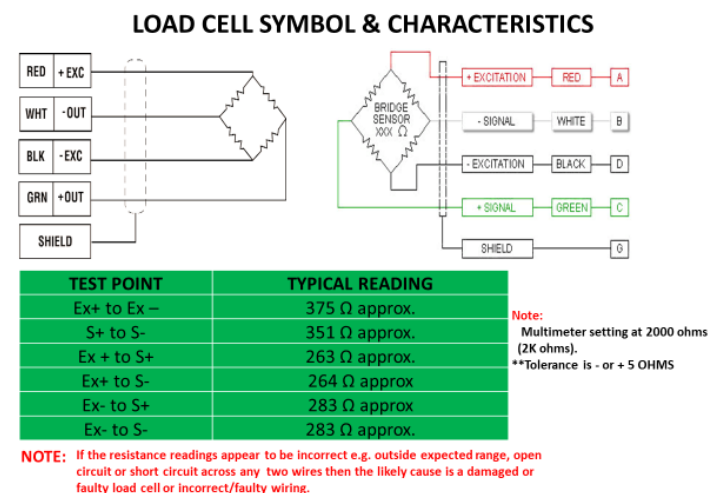 LOAD CELL SYMBOL & CHARACTERISTICS
RED +EXC
WHT -OUT
BLK -EXC
GRN +OUT
SHIELD
BRIDGE
SENSOR
XXX Ω
+ EXCITATION RED A
- SIGNAL WHITE B
- EXCITATION BLACK D
+ SIGNAL GREEN C
SHIELD G
TEST POINT TYPICAL READING
Ex+ to Ex – 375 Ω approx.
S+ to S- 351 Ω approx.
Ex + to S+ 263 Ω approx.
Ex+ to S- 264 Ω approx
Ex- to S+ 283 Ω approx
Ex- to S- 283 Ω approx.
Note:
Multimeter setting at 2000 ohms
(2K ohms).
**Tolerance is - or + 5 OHMS
NOTE: If the resistance readings appear to be incorrect e.g. outside expected range, open
circuit or short circuit across any two wires then the likely cause is a damaged or
faulty load cell or incorrect/faulty wiring.